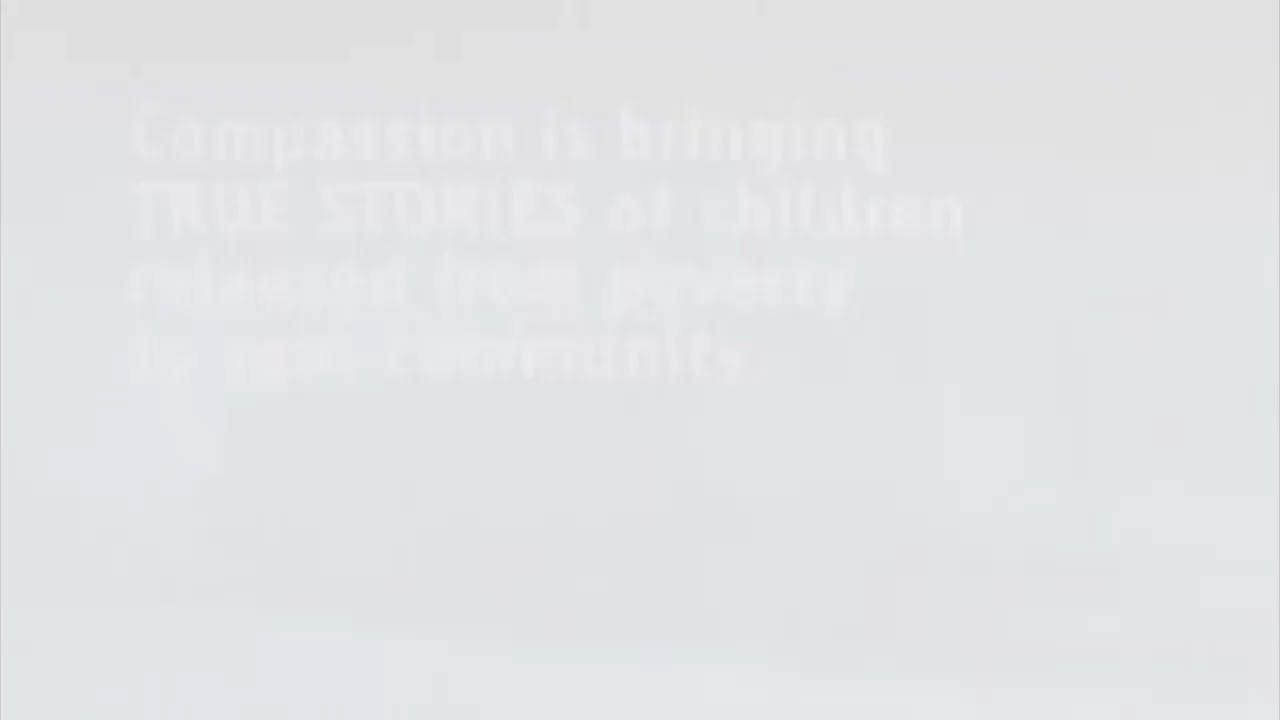 Compassion is bringing
TRUE STORIES of children
released from poverty
to your community.